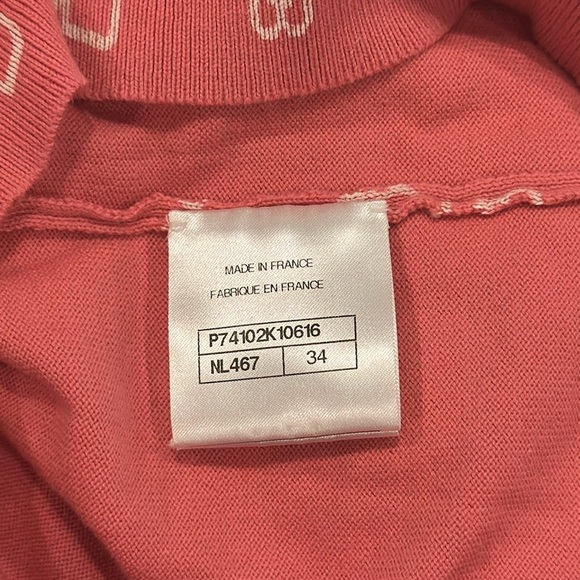 MADE IN FRANCE
FABRIQUE EN FRANCE
P74102K10616
NL467 34